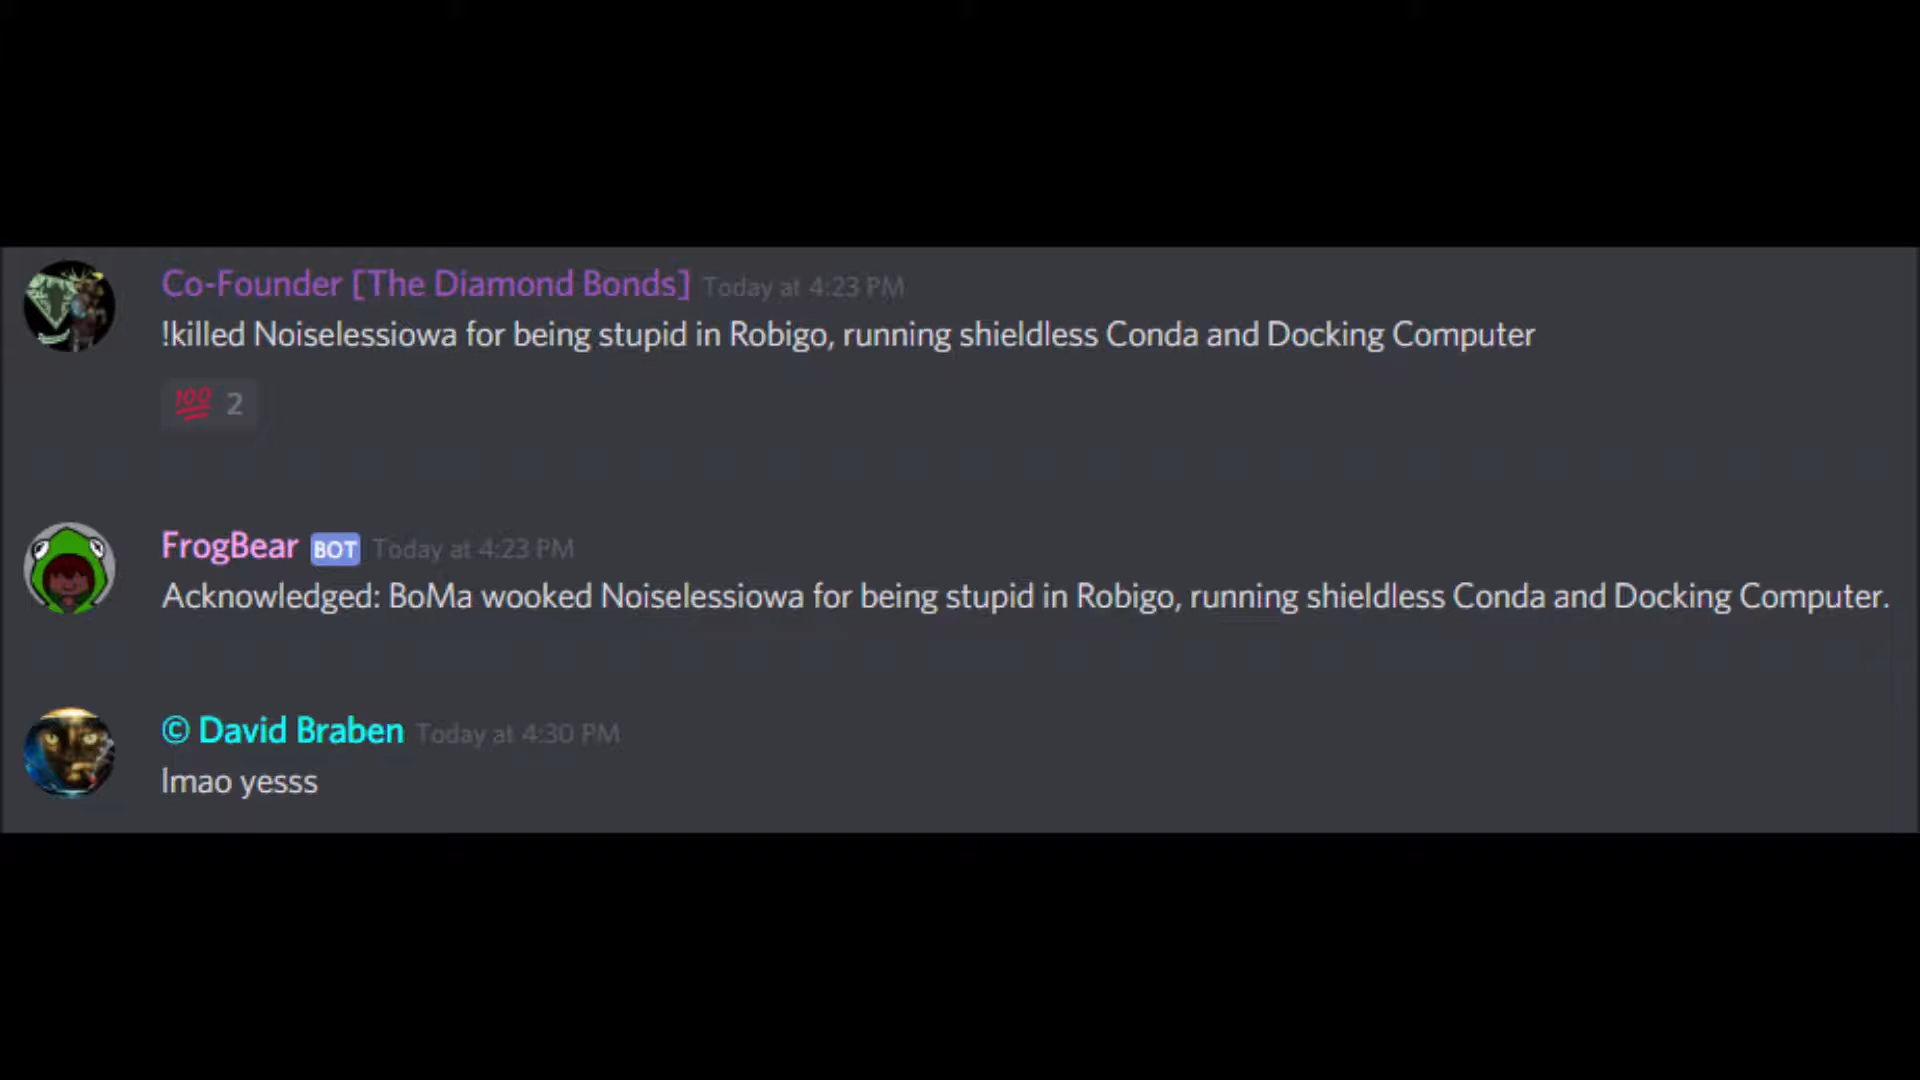 Co-Founder [The Diamond Bonds] Today at 4:23 PM
!killed Noiselessiowa for being stupid in Robigo, running shieldless Conda and Docking Computer
💯 2
FrogBear BOT Today at 4:23 PM
Acknowledged: BoMa wooked Noiselessiowa for being stupid in Robigo, running shieldless Conda and Docking Computer.
© David Braben Today at 4:30 PM
lmao yesss